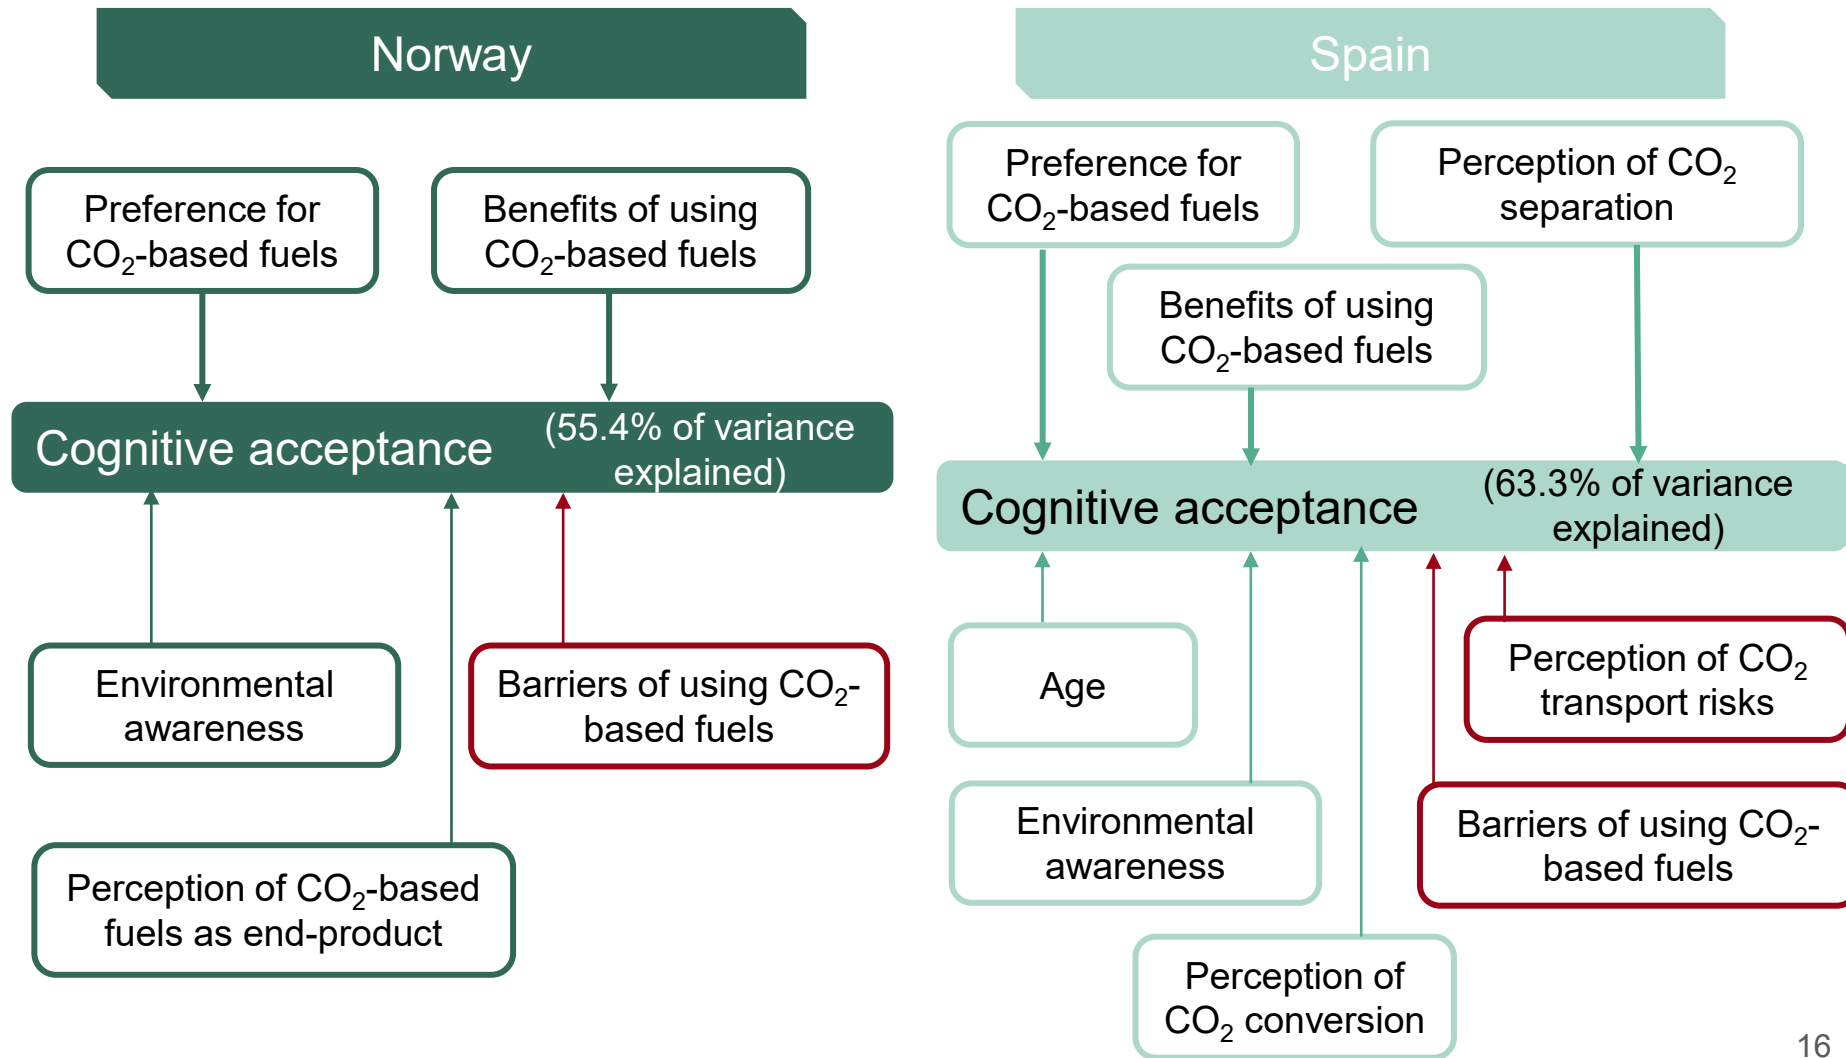 Norway
Preference for
CO₂-based fuels
Benefits of using
CO₂-based fuels
Cognitive acceptance
(55.4% of variance
explained)
Environmental
awareness
Barriers of using CO₂-
based fuels
Perception of CO₂-based
fuels as end-product
Spain
Preference for
CO₂-based fuels
Perception of CO₂
separation
Benefits of using
CO₂-based fuels
Cognitive acceptance
(63.3% of variance
explained)
Age
Perception of CO₂
transport risks
Environmental
awareness
Barriers of using CO₂-
based fuels
Perception of
CO₂ conversion
16